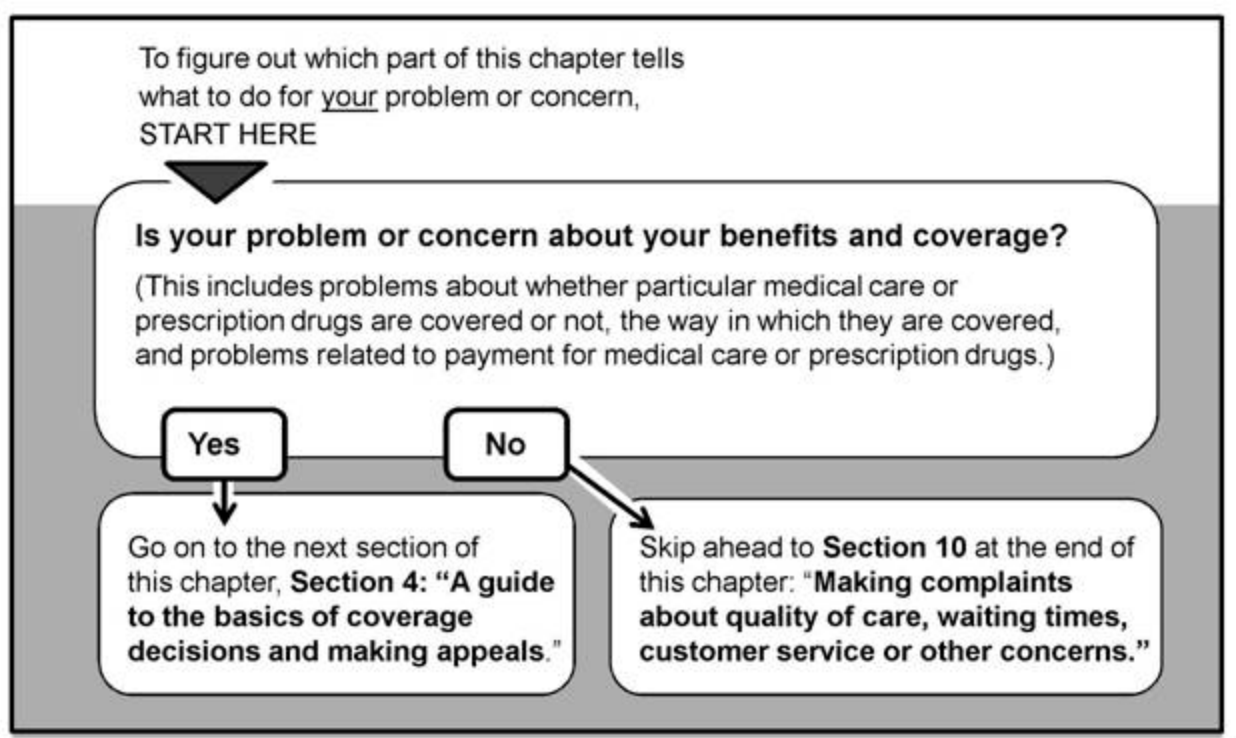 To figure out which part of this chapter tells
what to do for your problem or concern,
START HERE
Is your problem or concern about your benefits and coverage?
(This includes problems about whether particular medical care or
prescription drugs are covered or not, the way in which they are covered,
and problems related to payment for medical care or prescription drugs.)
Yes
No
Go on to the next section of
this chapter, Section 4: “A guide
to the basics of coverage
decisions and making appeals.”
Skip ahead to Section 10 at the end of
this chapter: “Making complaints
about quality of care, waiting times,
customer service or other concerns.”